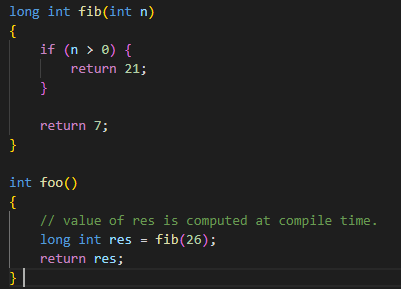 long int fib(int n)
{
    if (n > 0) {
        return 21;
    }

    return 7;
}

int foo()
{
    // value of res is computed at compile time.
    long int res = fib(26);
    return res;
}